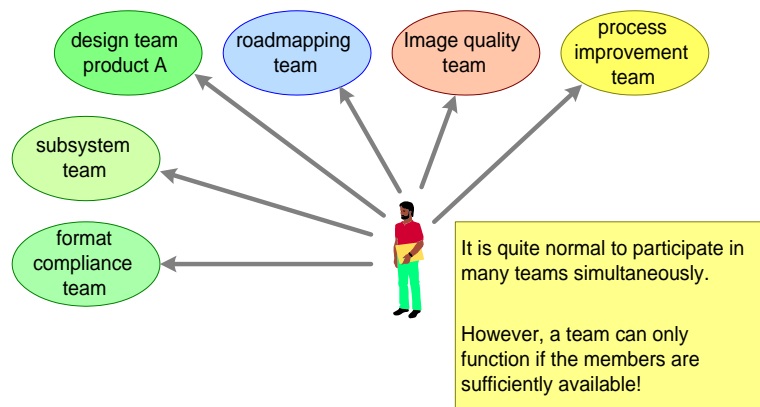 design team
product A
roadmapping
team
Image quality
team
process
improvement
team
subsystem
team
format
compliance
team
It is quite normal to participate in
many teams simultaneously.
However, a team can only
function if the members are
sufficiently available!